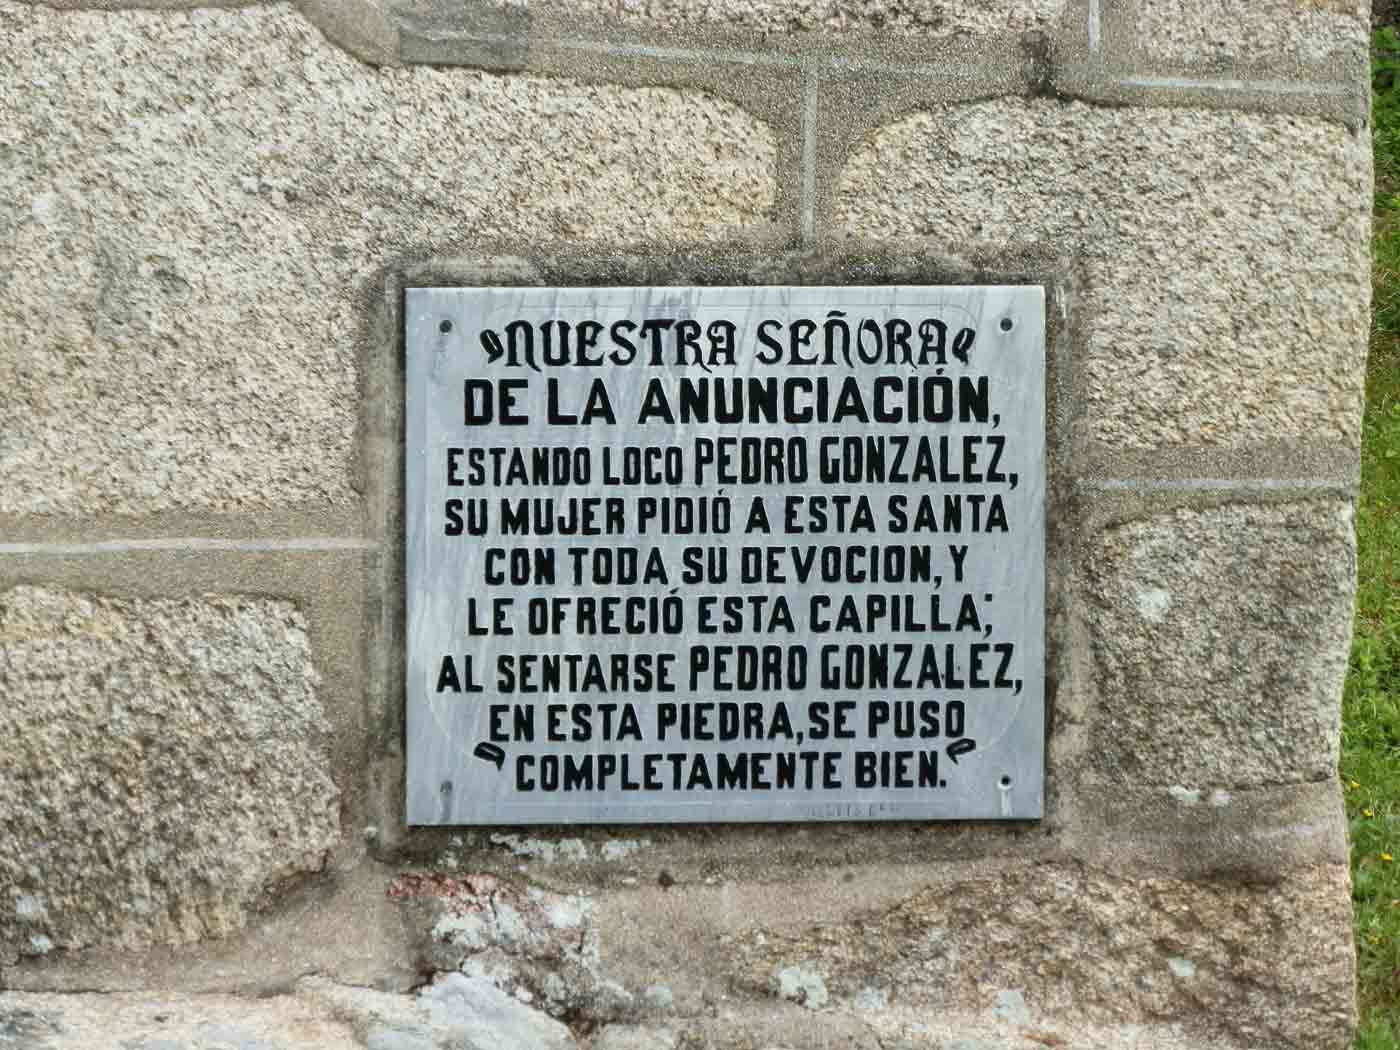 NUESTRA SEÑORA
DE LA ANUNCIACIÓN,
ESTANDO LOCO PEDRO GONZALEZ,
SU MUJER PIDIÓ A ESTA SANTA
CON TODA SU DEVOCION, Y
LE OFRECIÓ ESTA CAPILLA;
AL SENTARSE PEDRO GONZALEZ,
EN ESTA PIEDRA, SE PUSO
COMPLETAMENTE BIEN.